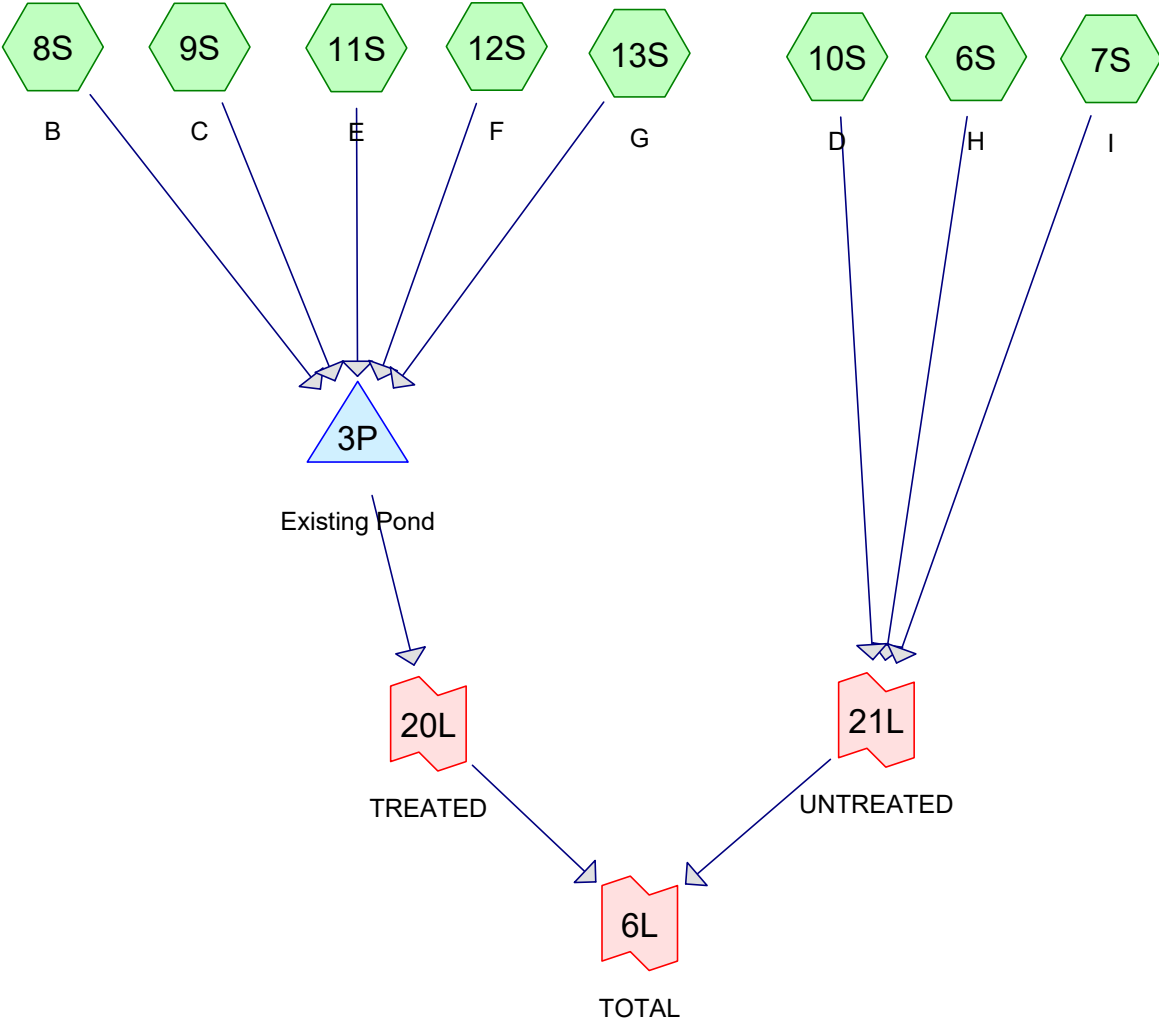 8S
9S
11S
12S
13S
10S
6S
7S
B
C
E
F
G
D
H
I
3P
Existing Pond
20L
21L
TREATED
UNTREATED
6L
TOTAL